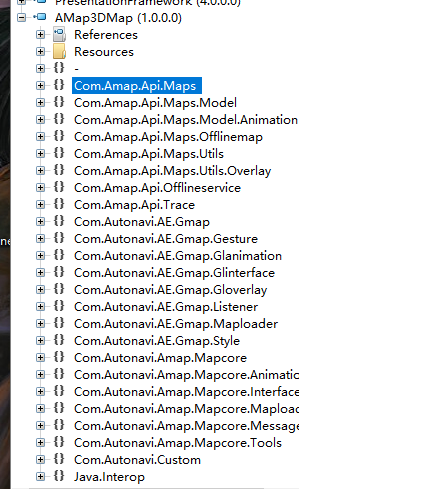 PresentationFramework (4.0.0.0)
AMap3DMap (1.0.0.0)
References
Resources
-
Com.Amap.Api.Maps
Com.Amap.Api.Maps.Model
Com.Amap.Api.Maps.Model.Animation
Com.Amap.Api.Maps.Offlinemap
Com.Amap.Api.Maps.Utils
Com.Amap.Api.Maps.Utils.Overlay
Com.Amap.Api.Offlineservice
Com.Amap.Api.Trace
Com.Autonavi.AE.Gmap
Com.Autonavi.AE.Gmap.Gesture
Com.Autonavi.AE.Gmap.Glanimation
Com.Autonavi.AE.Gmap.Glinterface
Com.Autonavi.AE.Gmap.Gloverlay
Com.Autonavi.AE.Gmap.Listener
Com.Autonavi.AE.Gmap.Maploader
Com.Autonavi.AE.Gmap.Style
Com.Autonavi.Amap.Mapcore
Com.Autonavi.Amap.Mapcore.Animatio
Com.Autonavi.Amap.Mapcore.Interface
Com.Autonavi.Amap.Mapcore.Maploac
Com.Autonavi.Amap.Mapcore.Message
Com.Autonavi.Amap.Mapcore.Tools
Com.Autonavi.Custom
Java.Interop